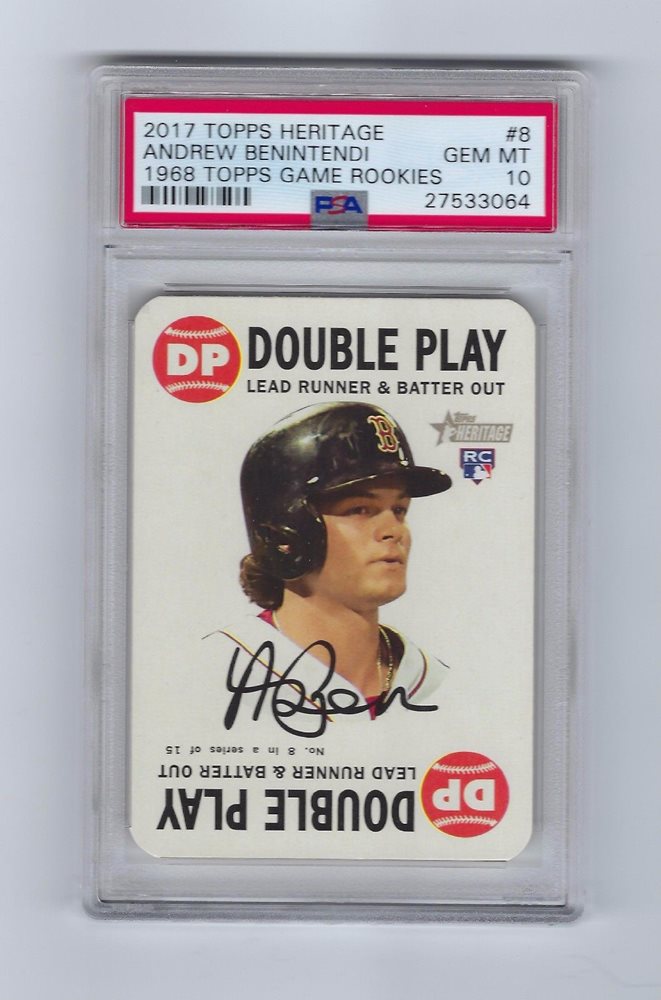 2017 TOPPS HERITAGE #8
ANDREW BENINTENDI GEM MT
1968 TOPPS GAME ROOKIES 10
PSA 27533064
DP DOUBLE PLAY
LEAD RUNNER & BATTER OUT
B
TOPPS
HERITAGE
RC
ABen
No. 8 in a series of 15
LEAD RUNNER & BATTER OUT
DP DOUBLE PLAY